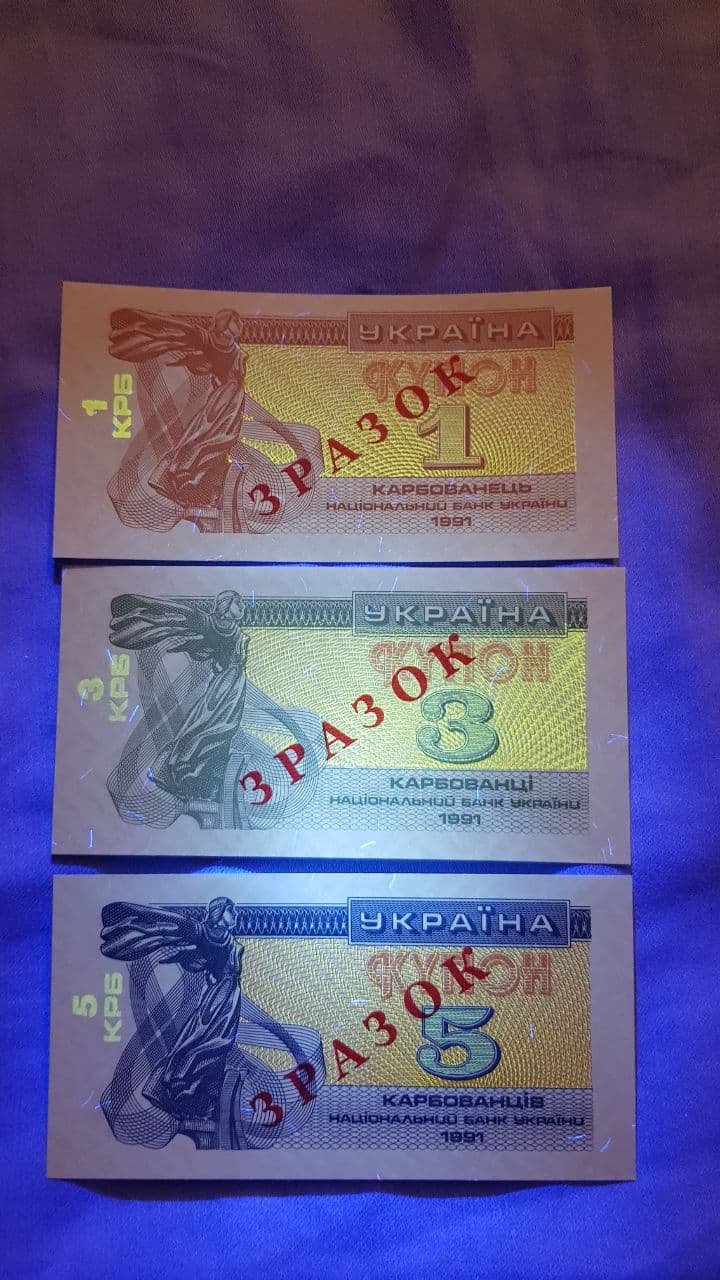 УКРАЇНА
КУПОН
ЗРАЗОК
1
КРБ
1
КАРБОВАНЕЦЬ
НАЦІОНАЛЬНИЙ БАНК УКРАЇНИ
1991
УКРАЇНА
КУПОН
ЗРАЗОК
3
КРБ
3
КАРБОВАНЦІ
НАЦІОНАЛЬНИЙ БАНК УКРАЇНИ
1991
УКРАЇНА
КУПОН
ЗРАЗОК
5
КРБ
5
КАРБОВАНЦІВ
НАЦІОНАЛЬНИЙ БАНК УКРАЇНИ
1991